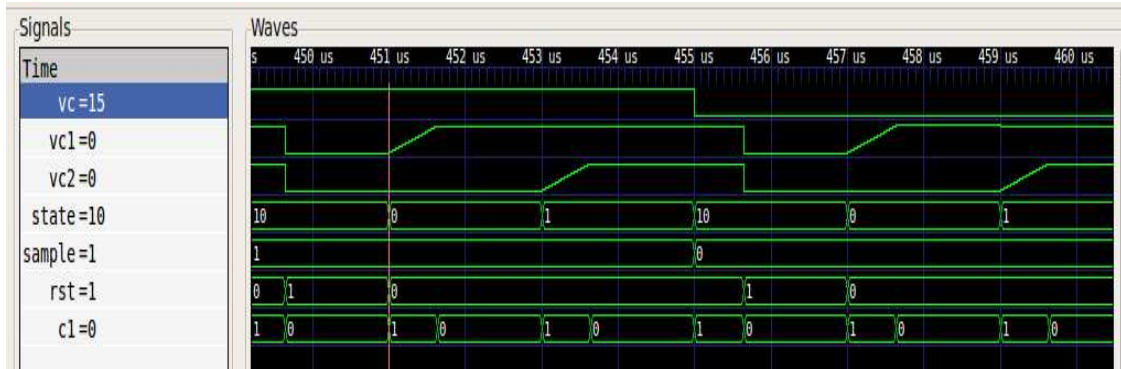 Signals
Waves
Time
s 450 us 451 us 452 us 453 us 454 us 455 us 456 us 457 us 458 us 459 us 460 us
vc=15
vc1=0
vc2=0
state=10 10 0 1 10 0 1
sample=1 1 0
rst=1 0 1 0 1 0
c1=0 1 0 1 0 1 0 1 0 1 0 1 0